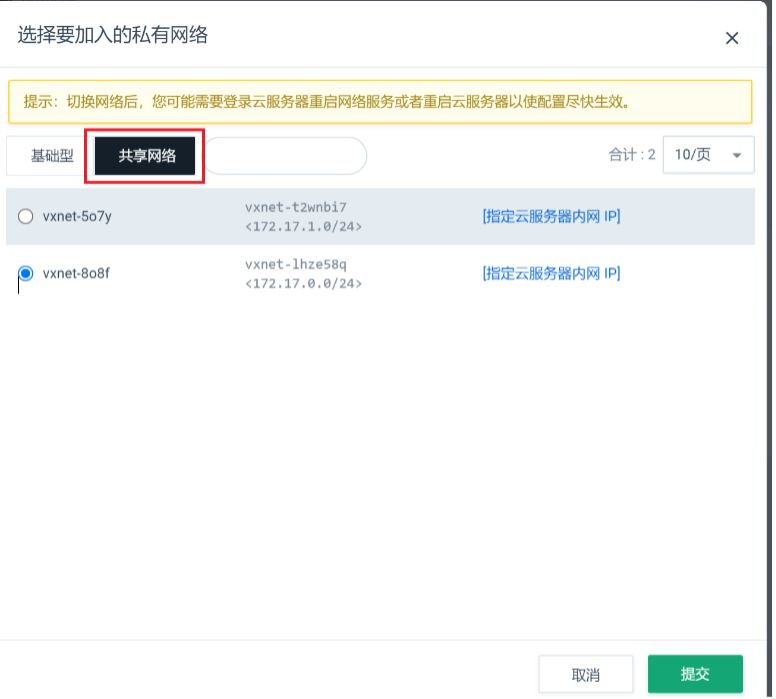 选择要加入的私有网络
提示：切换网络后，您可能需要登录云服务器重启网络服务或者重启云服务器以使配置尽快生效。
基础型 共享网络 合计 : 2 10/页
vxnet-5o7y vxnet-t2wnbi7 [指定云服务器内网 IP]
<172.17.1.0/24>
vxnet-8o8f vxnet-lhze58q [指定云服务器内网 IP]
<172.17.0.0/24>
取消 提交